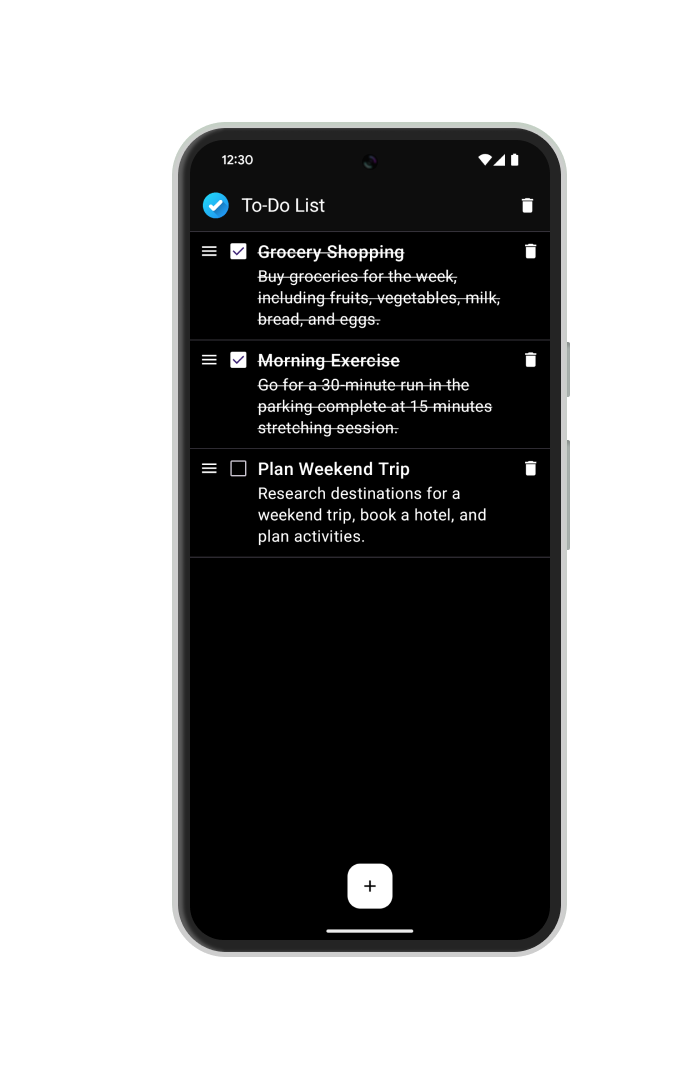 12:30
To-Do List
Grocery Shopping
Buy groceries for the week,
including fruits, vegetables, milk,
bread, and eggs.
Morning Exercise
Go for a 30-minute run in the
parking complete at 15 minutes
stretching session.
Plan Weekend Trip
Research destinations for a
weekend trip, book a hotel, and
plan activities.
+